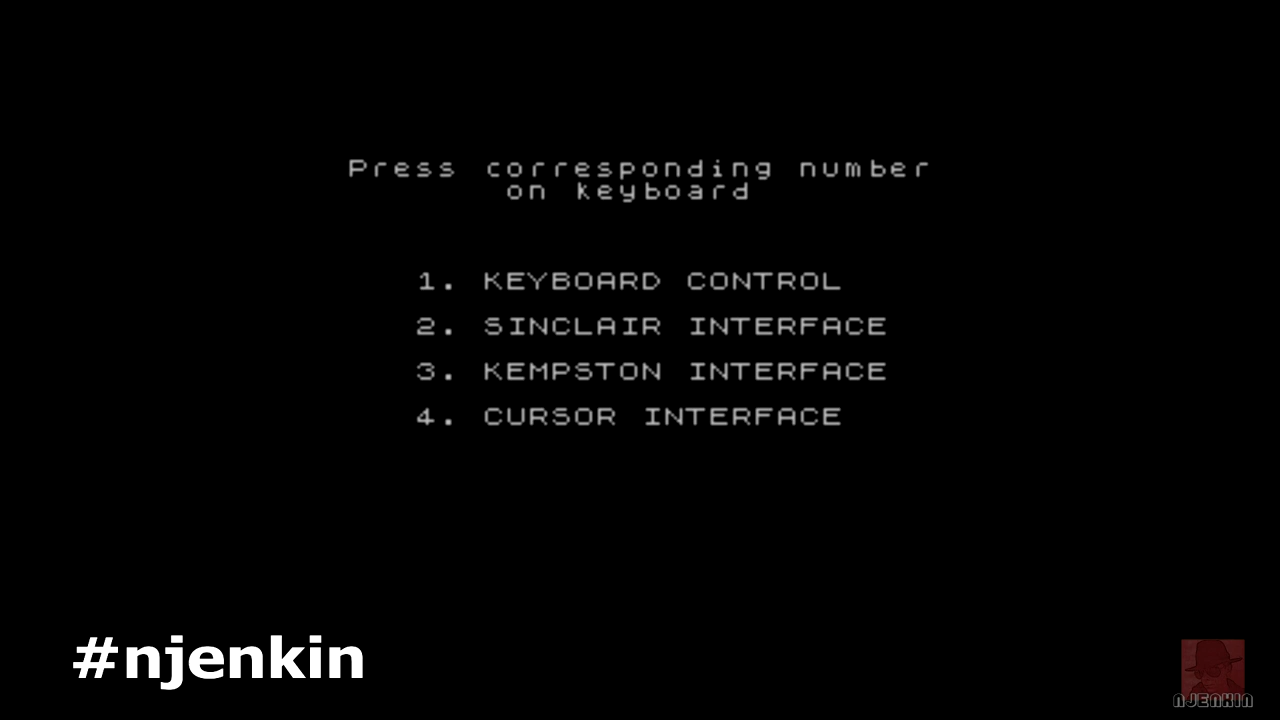 Press corresponding number
on keyboard
1. KEYBOARD CONTROL
2. SINCLAIR INTERFACE
3. KEMPSTON INTERFACE
4. CURSOR INTERFACE
#njenkin
NJENKIN